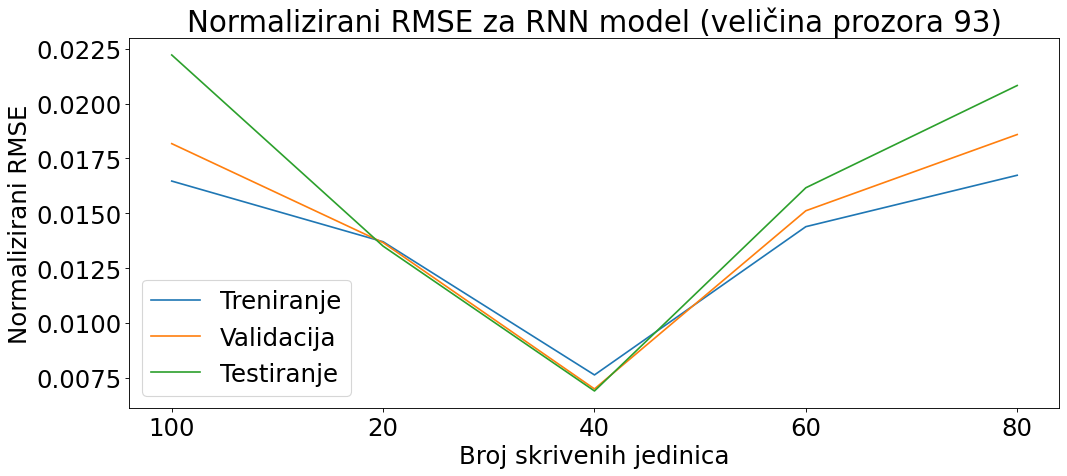 Normalizirani RMSE za RNN model (veličina prozora 93)
Normalizirani RMSE
0.0225
0.0200
0.0175
0.0150
0.0125
0.0100
0.0075
Treniranje
Validacija
Testiranje
100 20 40 60 80
Broj skrivenih jedinica